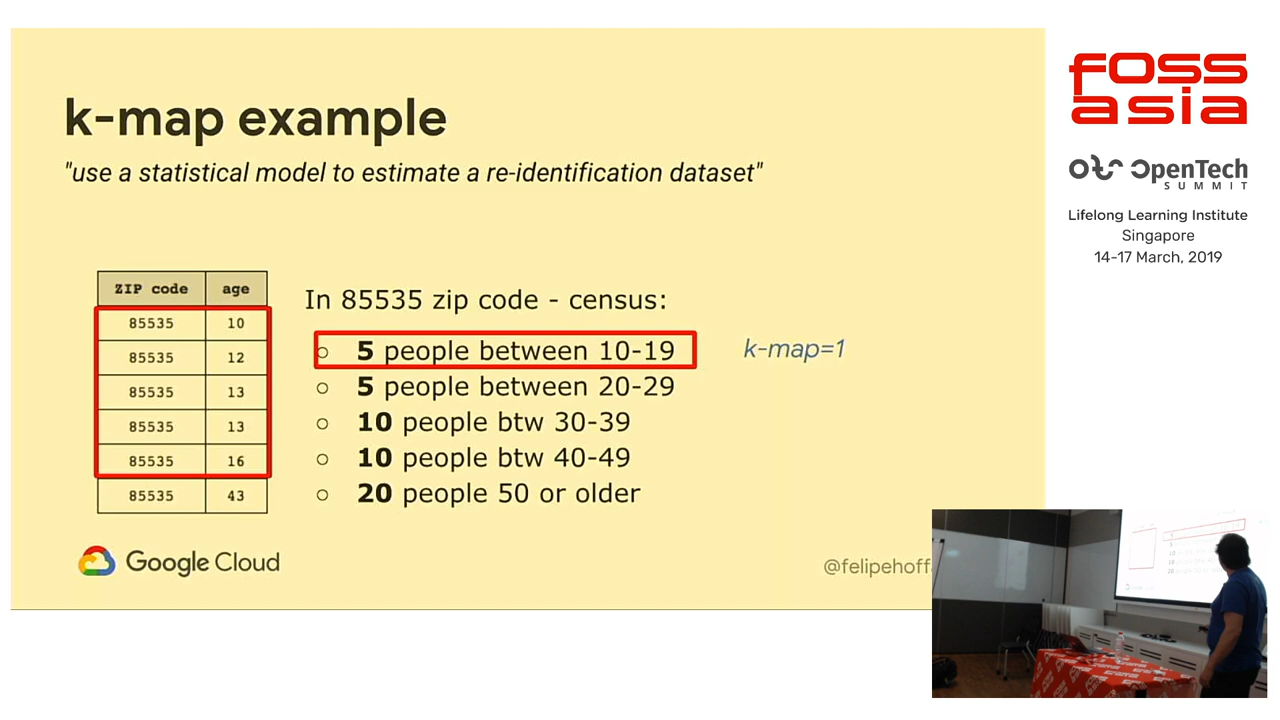 k-map example
"use a statistical model to estimate a re-identification dataset"
ZIP code age
85535 10
85535 12
85535 13
85535 13
85535 16
85535 43
In 85535 zip code - census:
5 people between 10-19
k-map=1
5 people between 20-29
10 people btw 30-39
10 people btw 40-49
20 people 50 or older
Google Cloud
@felipehoff
fOSS
asia
OpenTech
SUMMIT
Lifelong Learning Institute
Singapore
14-17 March, 2019